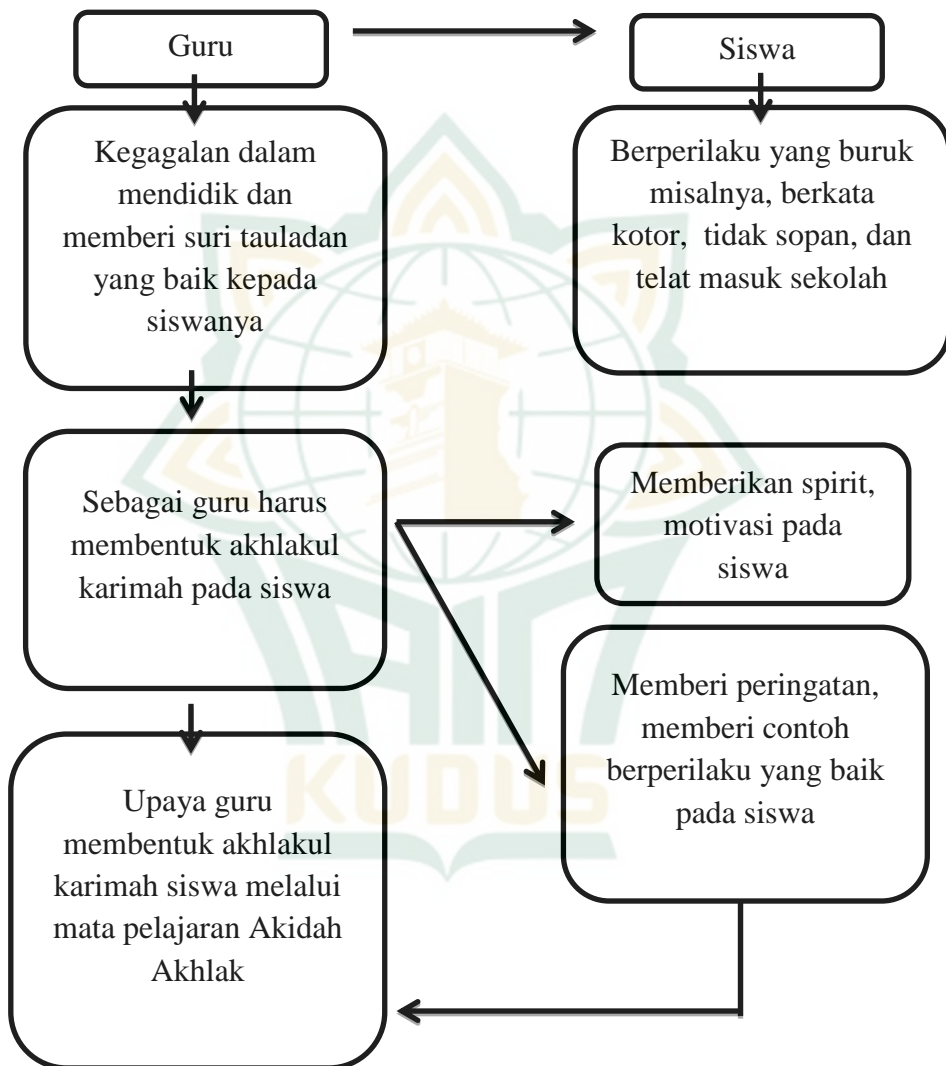 Guru
Siswa
Kegagalan dalam
mendidik dan
memberi suri tauladan
yang baik kepada
siswanya
Berperilaku yang buruk
misalnya, berkata
kotor, tidak sopan, dan
telat masuk sekolah
Sebagai guru harus
membentuk akhlakul
karimah pada siswa
Memberikan spirit,
motivasi pada
siswa
Memberi peringatan,
memberi contoh
berperilaku yang baik
pada siswa
Upaya guru
membentuk akhlakul
karimah siswa melalui
mata pelajaran Akidah
Akhlak
IAIN
KUDUS